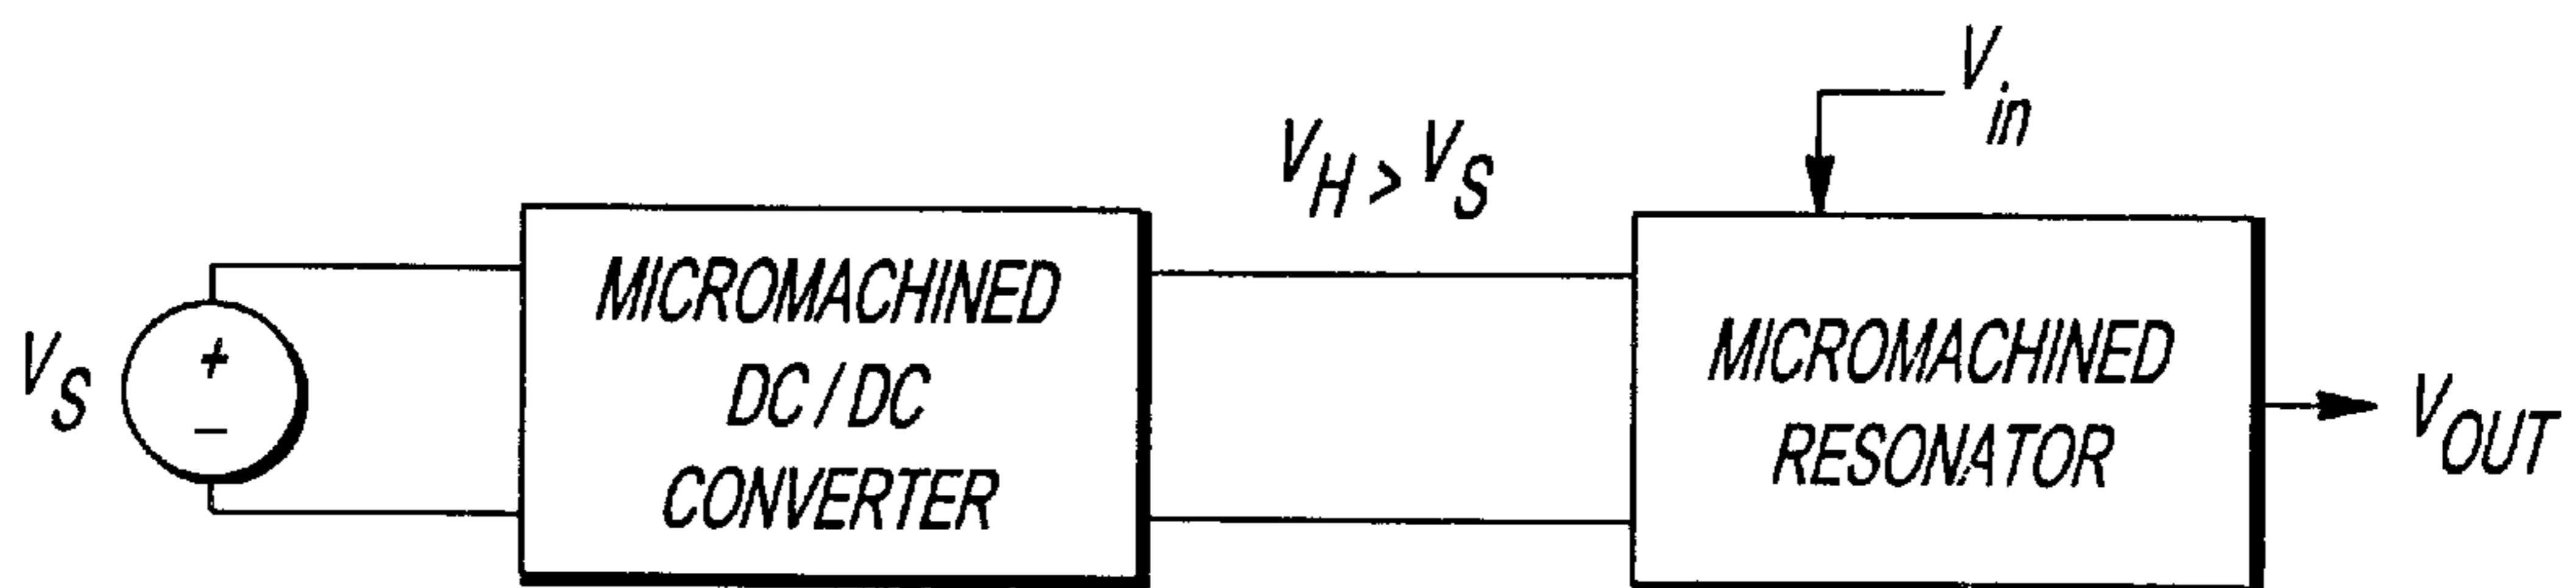 V_S
+
−
MICROMACHINED
DC / DC
CONVERTER
V_H > V_S
V_in
MICROMACHINED
RESONATOR
V_OUT